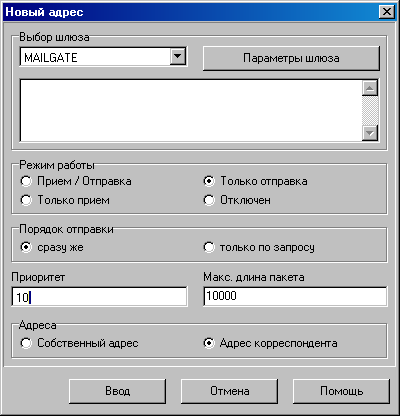 Новый адрес
Выбор шлюза
MAILGATE
Параметры шлюза
Режим работы
Прием / Отправка
Только отправка
Только прием
Отключен
Порядок отправки
сразу же
только по запросу
Приоритет
Макс. длина пакета
10
10000
Адреса
Собственный адрес
Адрес корреспондента
Ввод
Отмена
Помощь